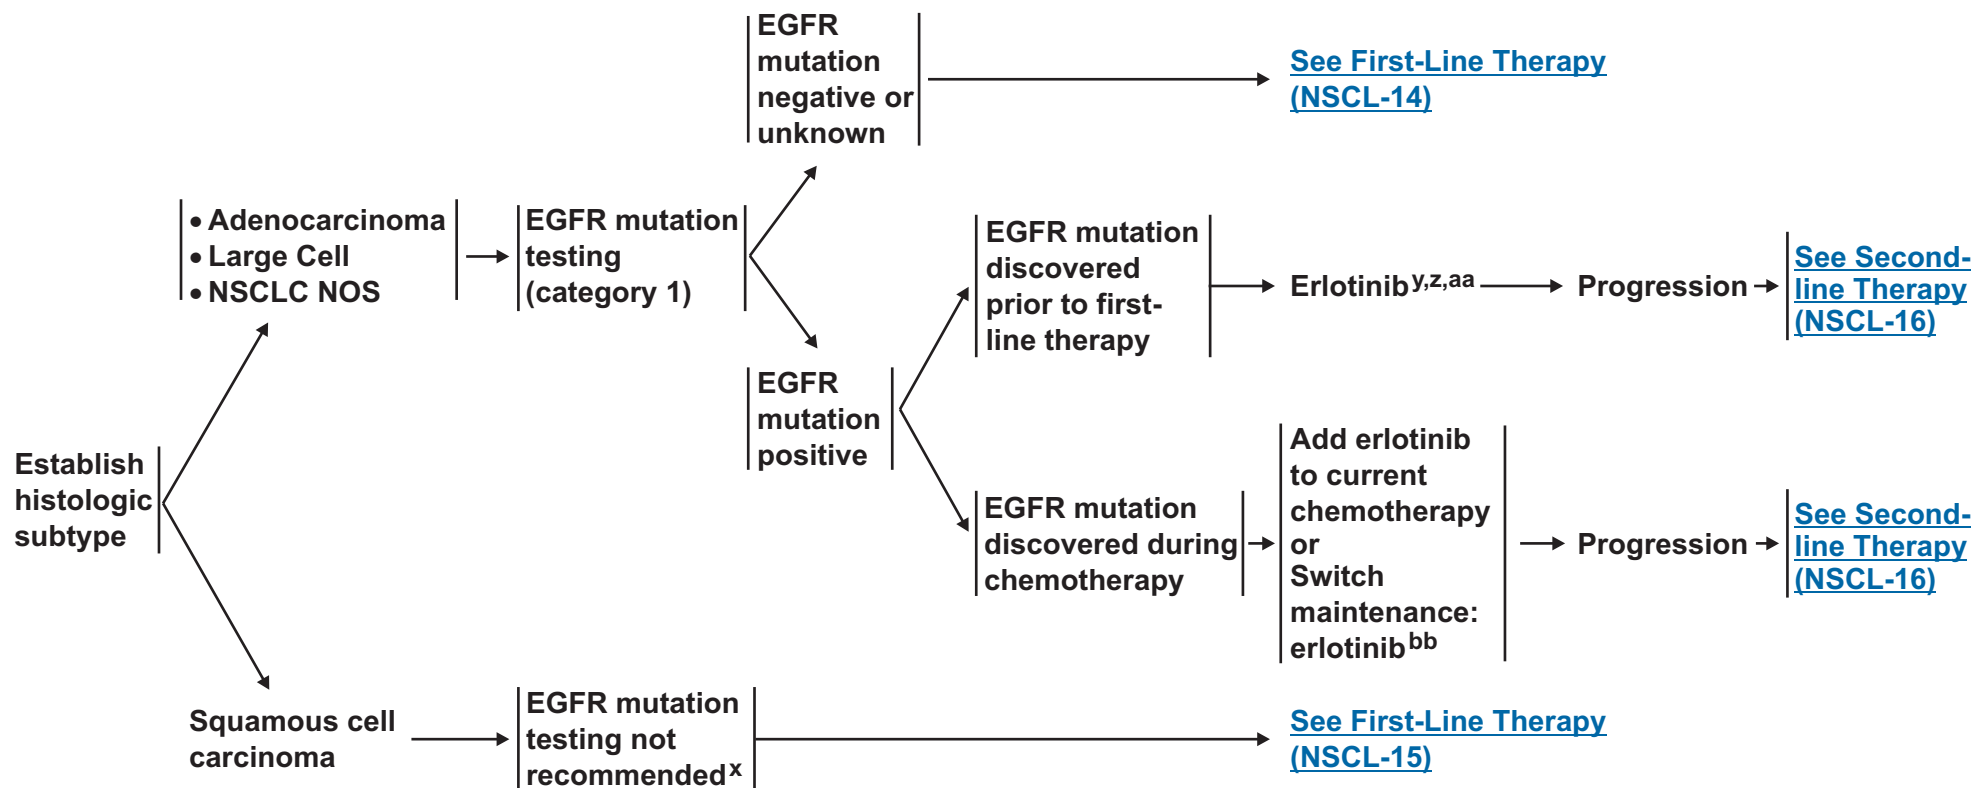 EGFR
mutation
negative or
unknown
See First-Line Therapy
(NSCL-14)
• Adenocarcinoma
• Large Cell
• NSCLC NOS
EGFR mutation
testing
(category 1)
EGFR mutation
discovered
prior to first-
line therapy
Erlotinib y,z,aa
Progression
See Second-
line Therapy
(NSCL-16)
EGFR
mutation
positive
Establish
histologic
subtype
EGFR mutation
discovered during
chemotherapy
Add erlotinib
to current
chemotherapy
or
Switch
maintenance:
erlotinib bb
Progression
See Second-
line Therapy
(NSCL-16)
Squamous cell
carcinoma
EGFR mutation
testing not
recommended x
See First-Line Therapy
(NSCL-15)